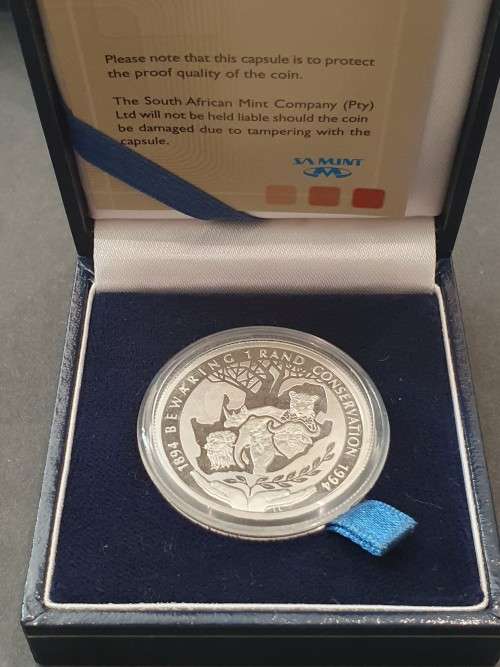 Please note that this capsule is to protect
the proof quality of the coin.
The South African Mint Company (Pty)
Ltd will not be held liable should the coin
be damaged due to tampering with the
capsule.
SA MINT
1894 BEWARING 1 RAND CONSERVATION 1994